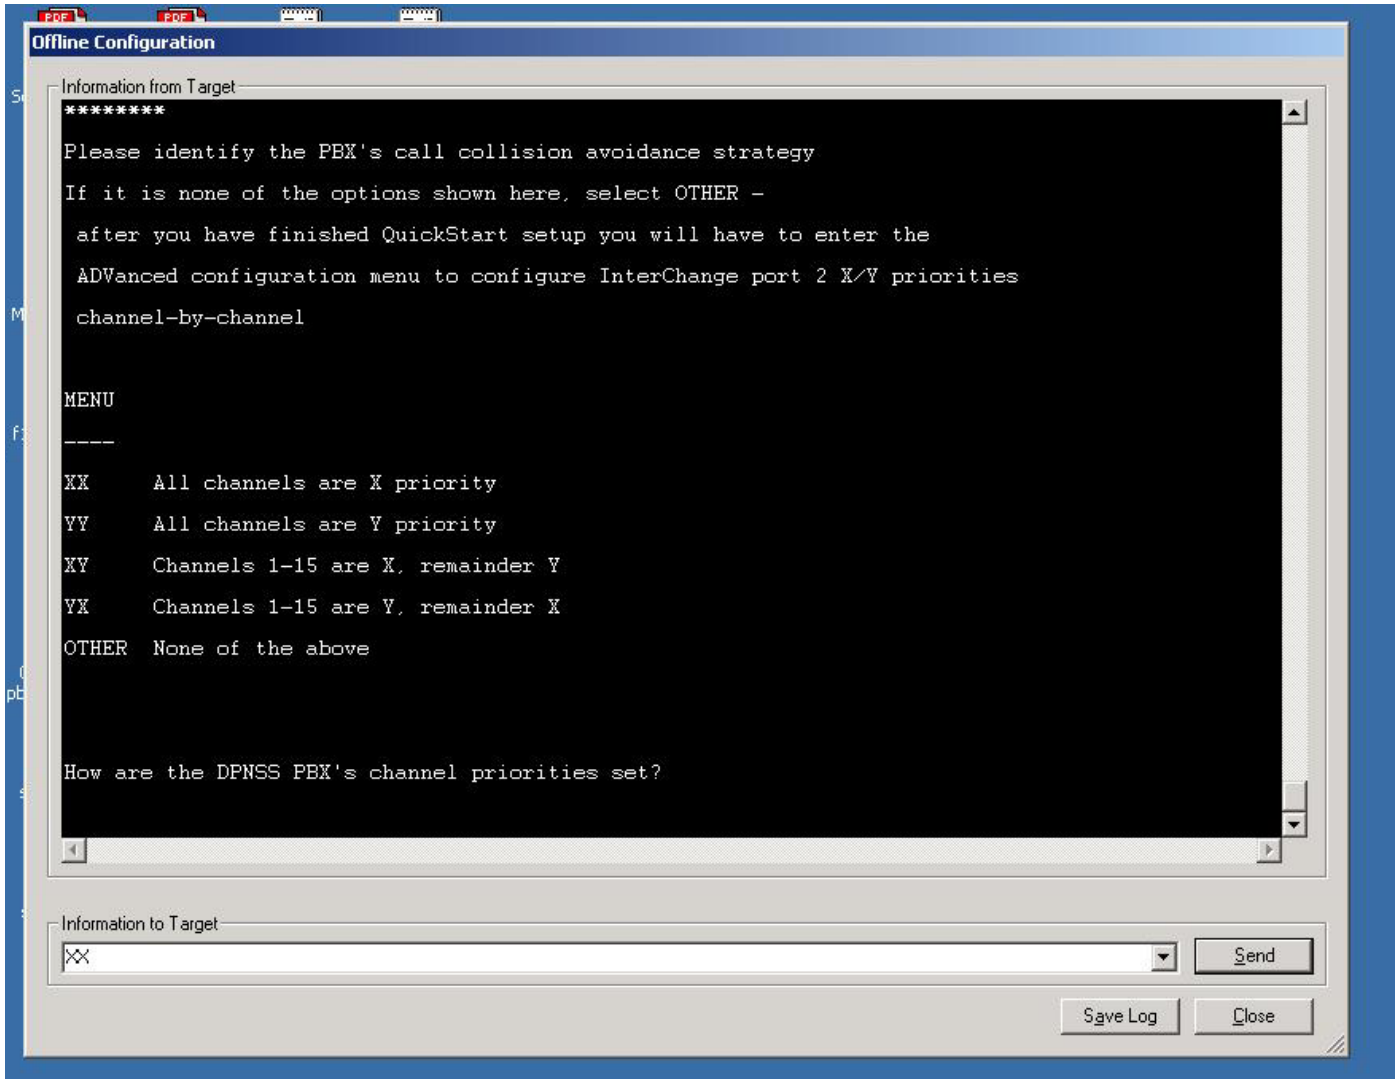 PDF PDF
Offline Configuration
Information from Target
********
Please identify the PBX's call collision avoidance strategy
If it is none of the options shown here, select OTHER -
after you have finished QuickStart setup you will have to enter the
ADVanced configuration menu to configure InterChange port 2 X/Y priorities
channel-by-channel
MENU
----
XX All channels are X priority
YY All channels are Y priority
XY Channels 1-15 are X, remainder Y
YX Channels 1-15 are Y, remainder X
OTHER None of the above
How are the DPNSS PBX's channel priorities set?
Information to Target
XX
Send
Save Log Close